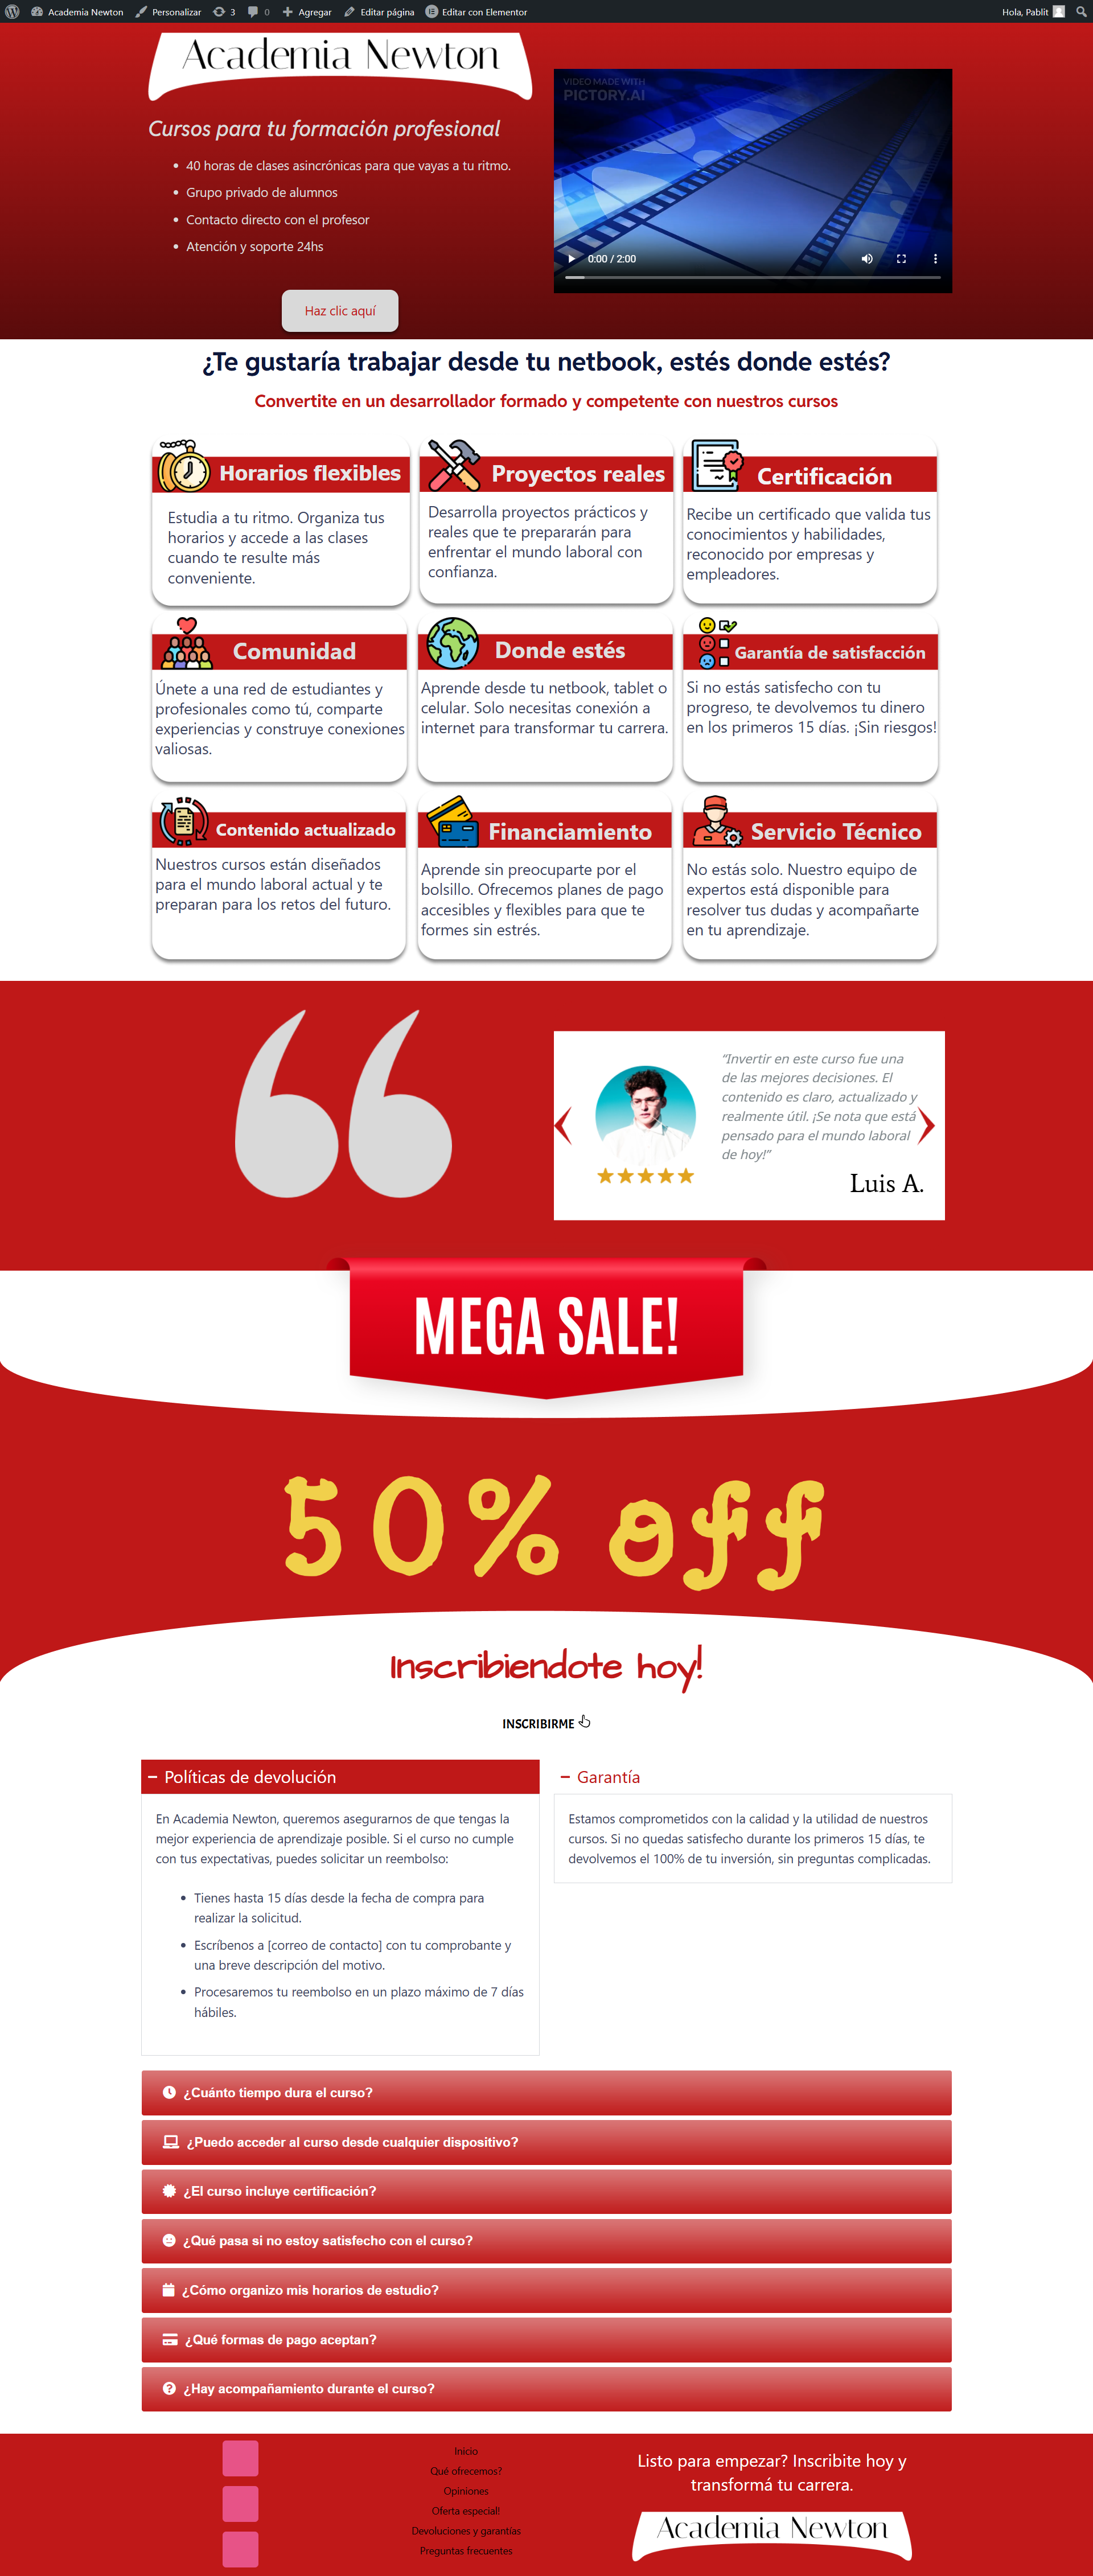 Academia Newton
Personalizar
3
0
Agregar
Editar página
Editar con Elementor
Hola, Pablit
Academia Newton
Cursos para tu formación profesional
40 horas de clases asincrónicas para que vayas a tu ritmo.
Grupo privado de alumnos
Contacto directo con el profesor
Atención y soporte 24hs
Haz clic aquí
VIDEO MADE WITH
PICTORY.AI
0:00 / 2:00
¿Te gustaría trabajar desde tu netbook, estés donde estés?
Convertite en un desarrollador formado y competente con nuestros cursos
Horarios flexibles
Estudia a tu ritmo. Organiza tus
horarios y accede a las clases
cuando te resulte más
conveniente.
Proyectos reales
Desarrolla proyectos prácticos y
reales que te prepararán para
enfrentar el mundo laboral con
confianza.
Certificación
Recibe un certificado que valida tus
conocimientos y habilidades,
reconocido por empresas y
empleadores.
Comunidad
Únete a una red de estudiantes y
profesionales como tú, comparte
experiencias y construye conexiones
valiosas.
Donde estés
Aprende desde tu netbook, tablet o
celular. Solo necesitas conexión a
internet para transformar tu carrera.
Garantía de satisfacción
Si no estás satisfecho con tu
progreso, te devolvemos tu dinero
en los primeros 15 días. ¡Sin riesgos!
Contenido actualizado
Nuestros cursos están diseñados
para el mundo laboral actual y te
preparan para los retos del futuro.
Financiamiento
Aprende sin preocuparte por el
bolsillo. Ofrecemos planes de pago
accesibles y flexibles para que te
formes sin estrés.
Servicio Técnico
No estás solo. Nuestro equipo de
expertos está disponible para
resolver tus dudas y acompañarte
en tu aprendizaje.
“Invertir en este curso fue una
de las mejores decisiones. El
contenido es claro, actualizado y
realmente útil. ¡Se nota que está
pensado para el mundo laboral
de hoy!”
Luis A.
MEGA SALE!
50% off
Inscribiendote hoy!
INSCRIBIRME
Políticas de devolución
En Academia Newton, queremos asegurarnos de que tengas la
mejor experiencia de aprendizaje posible. Si el curso no cumple
con tus expectativas, puedes solicitar un reembolso:
Tienes hasta 15 días desde la fecha de compra para
realizar la solicitud.
Escríbenos a [correo de contacto] con tu comprobante y
una breve descripción del motivo.
Procesaremos tu reembolso en un plazo máximo de 7 días
hábiles.
Garantía
Estamos comprometidos con la calidad y la utilidad de nuestros
cursos. Si no quedas satisfecho durante los primeros 15 días, te
devolvemos el 100% de tu inversión, sin preguntas complicadas.
¿Cuánto tiempo dura el curso?
¿Puedo acceder al curso desde cualquier dispositivo?
¿El curso incluye certificación?
¿Qué pasa si no estoy satisfecho con el curso?
¿Cómo organizo mis horarios de estudio?
¿Qué formas de pago aceptan?
¿Hay acompañamiento durante el curso?
Inicio
Qué ofrecemos?
Opiniones
Oferta especial!
Devoluciones y garantías
Preguntas frecuentes
Listo para empezar? Inscribite hoy y
transformá tu carrera.
Academia Newton